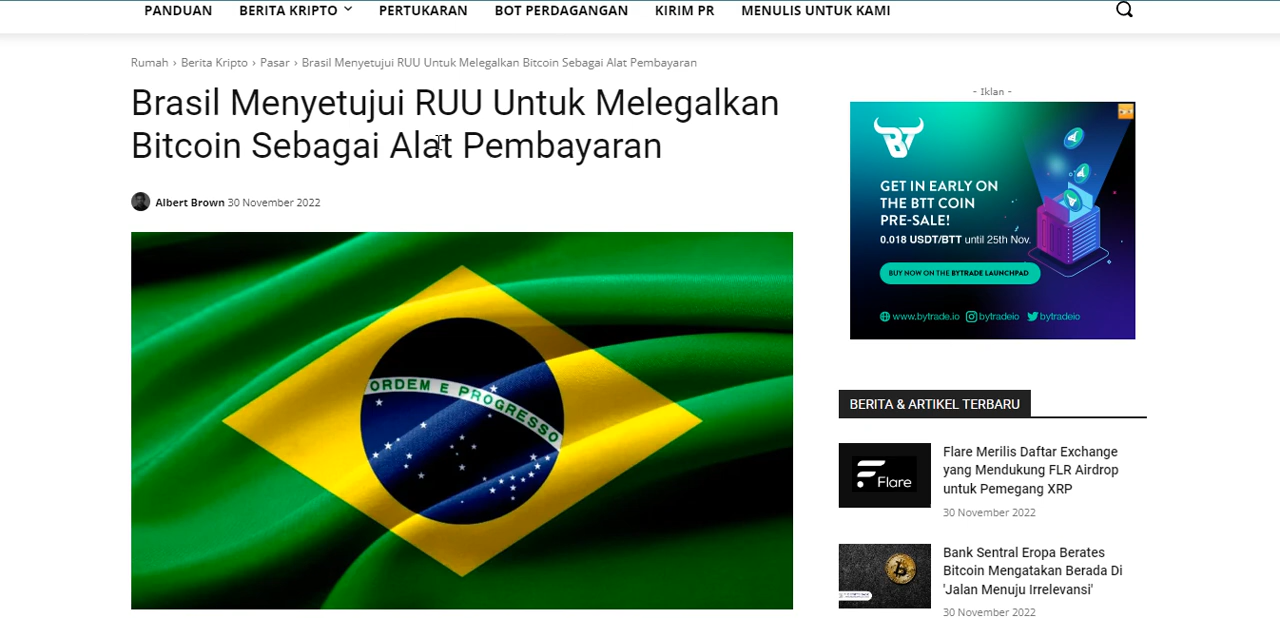 PANDUAN BERITA KRIPTO PERTUKARAN BOT PERDAGANGAN KIRIM PR MENULIS UNTUK KAMI
Rumah › Berita Kripto › Pasar › Brasil Menyetujui RUU Untuk Melegalkan Bitcoin Sebagai Alat Pembayaran
Brasil Menyetujui RUU Untuk Melegalkan
Bitcoin Sebagai Alat Pembayaran
Albert Brown 30 November 2022
ORDEM E PROGRESSO
- Iklan -
BT
GET IN EARLY ON
THE BTT COIN
PRE-SALE!
0.018 USDT/BTT until 25th Nov.
BUY NOW ON THE BYTRADE LAUNCHPAD
www.bytrade.io bytradeio bytradeio
BERITA & ARTIKEL TERBARU
Flare
Flare Merilis Daftar Exchange
yang Mendukung FLR Airdrop
untuk Pemegang XRP
30 November 2022
Bank Sentral Eropa Berates
Bitcoin Mengatakan Berada Di
'Jalan Menuju Irrelevansi'
30 November 2022